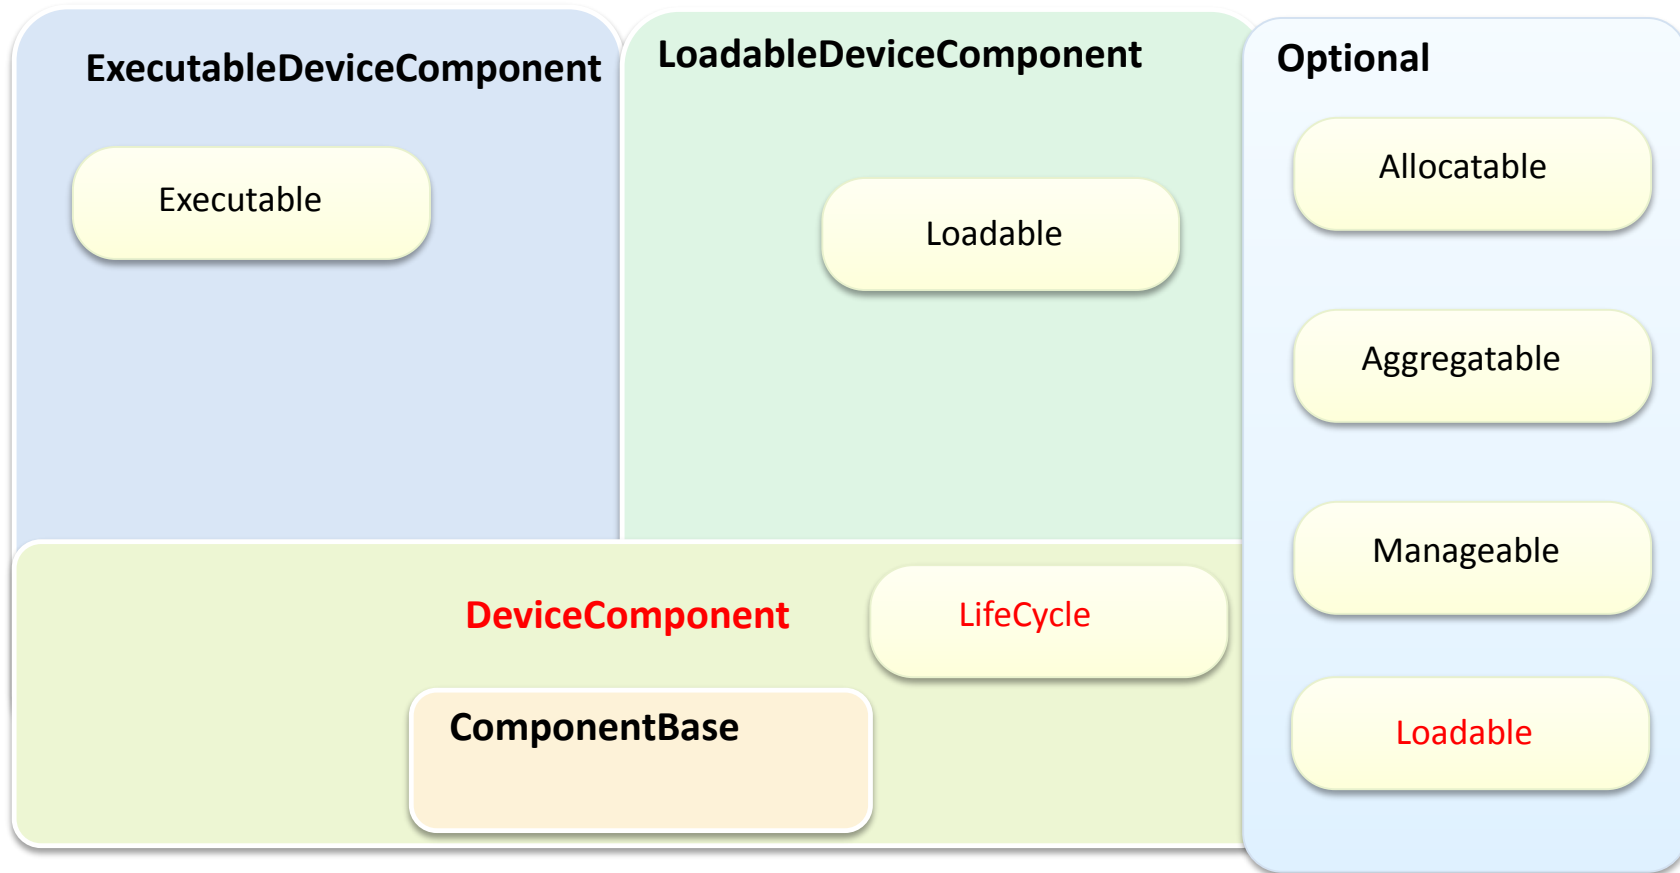 ExecutableDeviceComponent
Executable
LoadableDeviceComponent
Loadable
DeviceComponent
LifeCycle
ComponentBase
Optional
Allocatable
Aggregatable
Manageable
Loadable